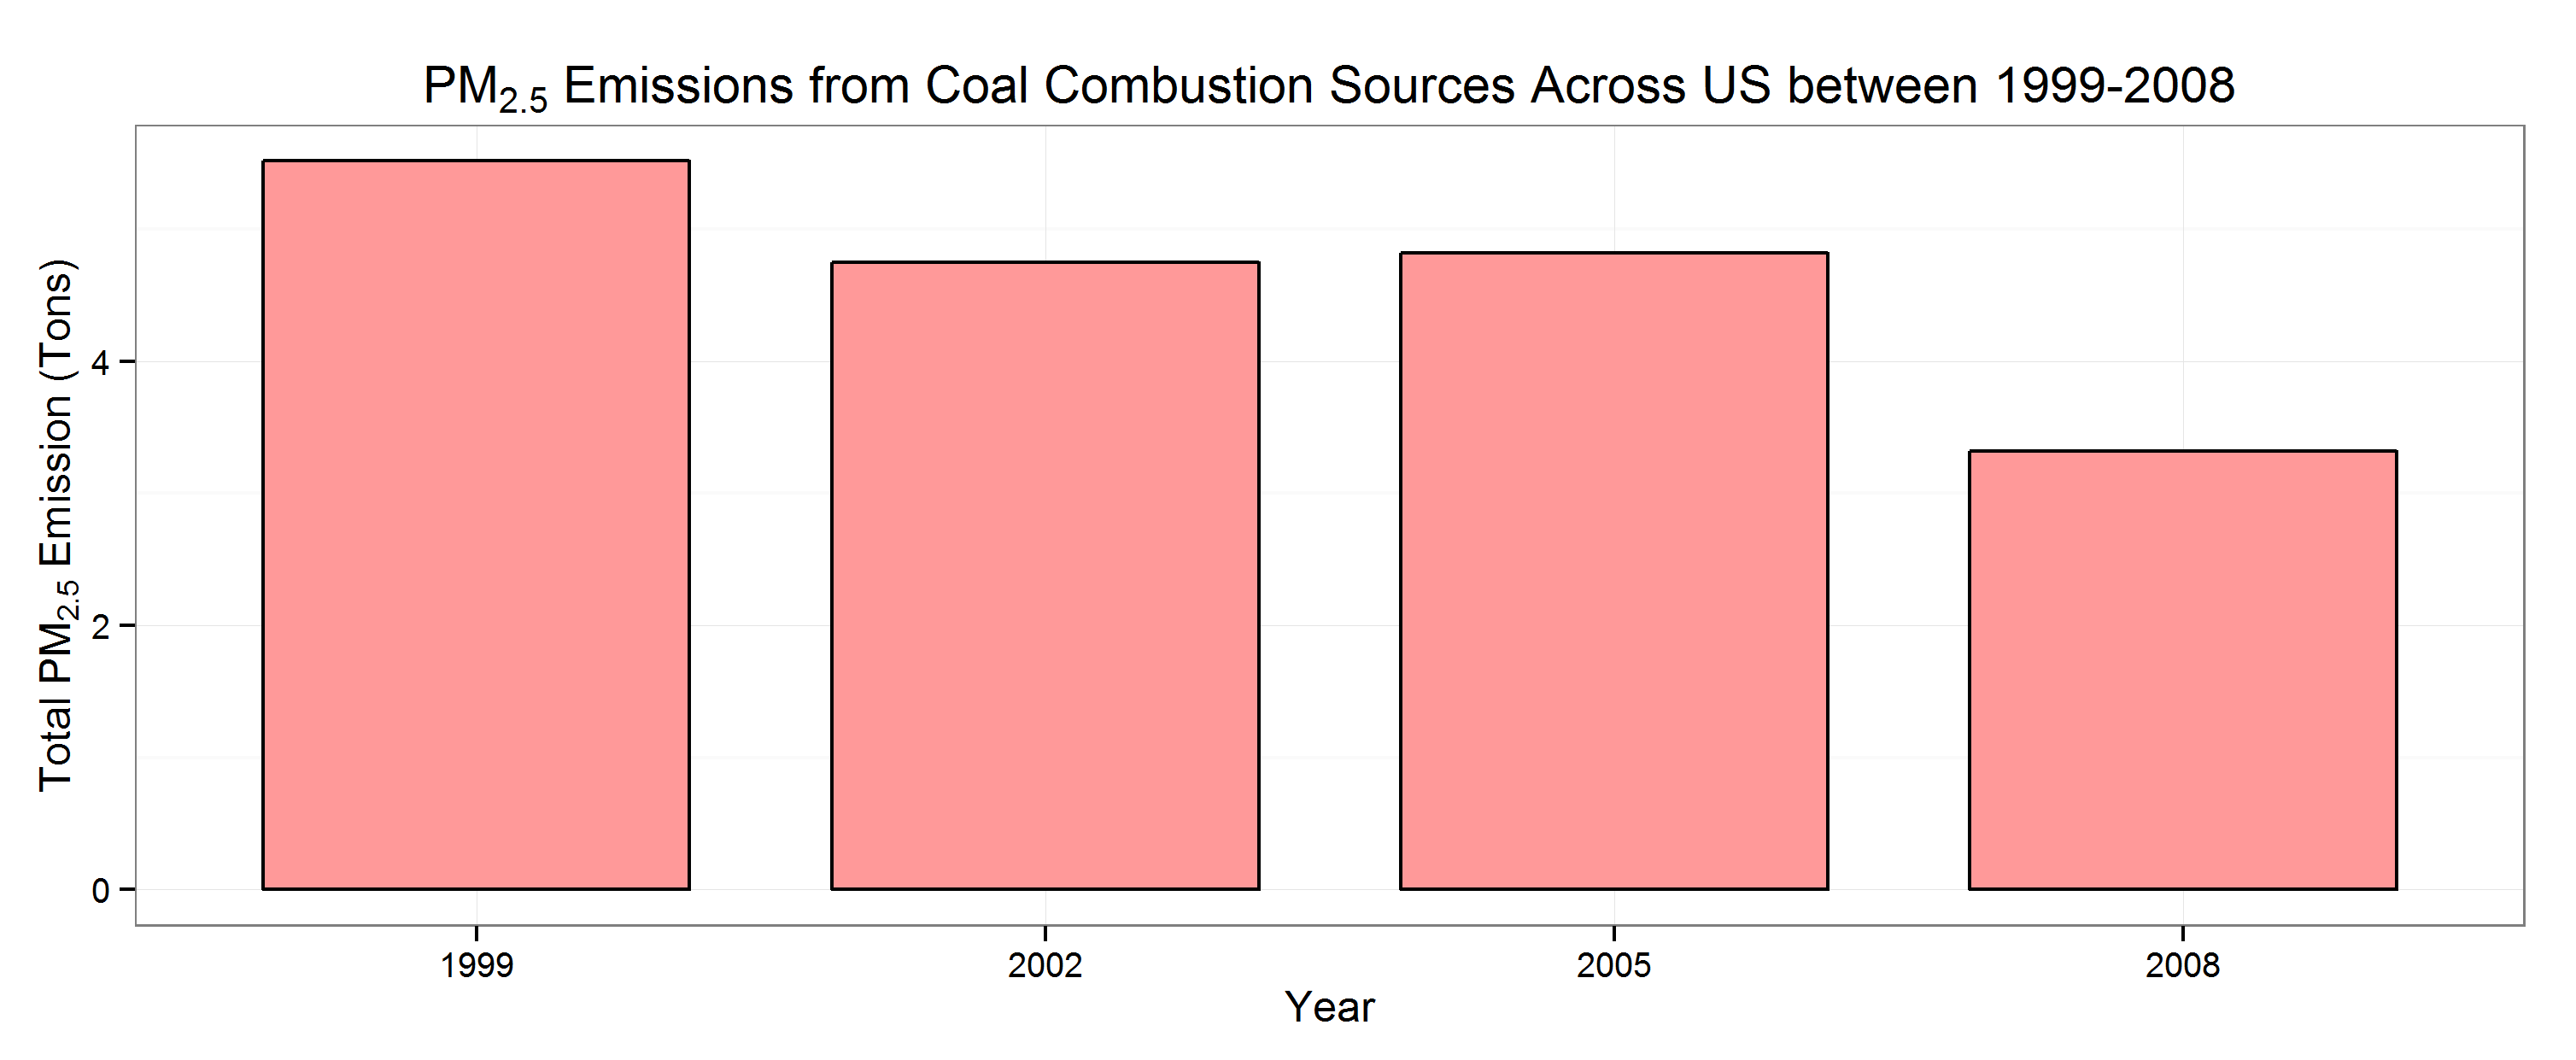 PM2.5 Emissions from Coal Combustion Sources Across US between 1999-2008
Total PM2.5 Emission (Tons)
4
2
0
1999 2002 2005 2008
Year